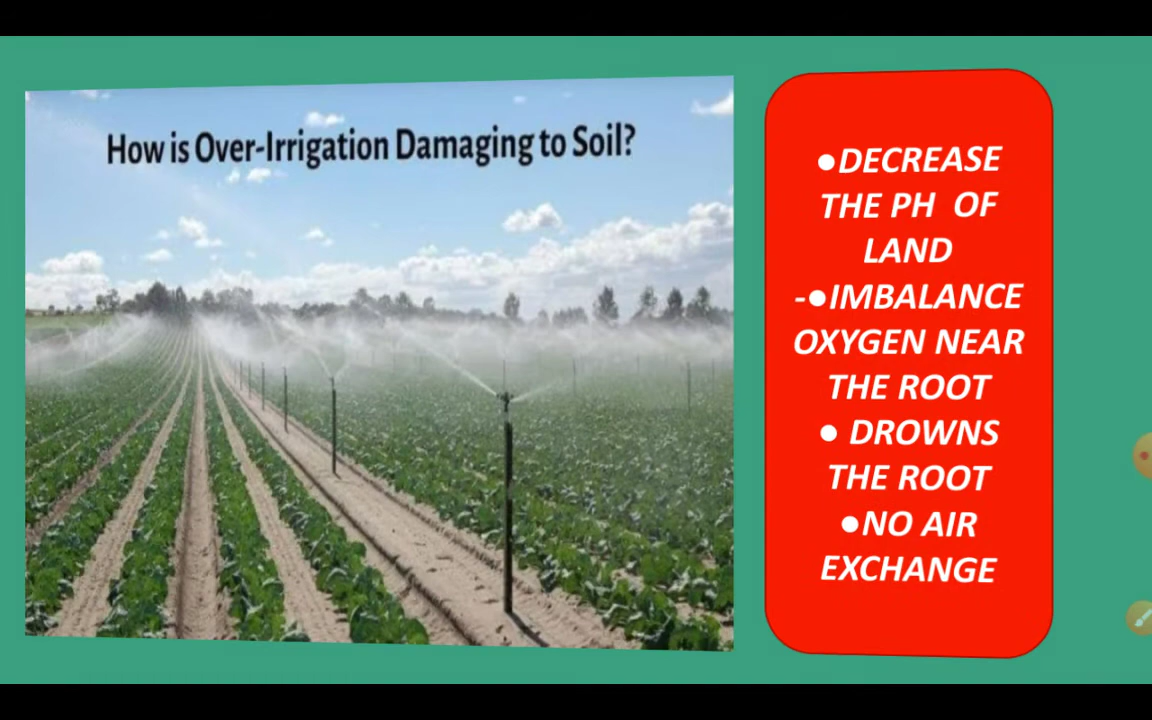 How is Over-Irrigation Damaging to Soil?
●DECREASE
THE PH OF
LAND
-●IMBALANCE
OXYGEN NEAR
THE ROOT
● DROWNS
THE ROOT
●NO AIR
EXCHANGE